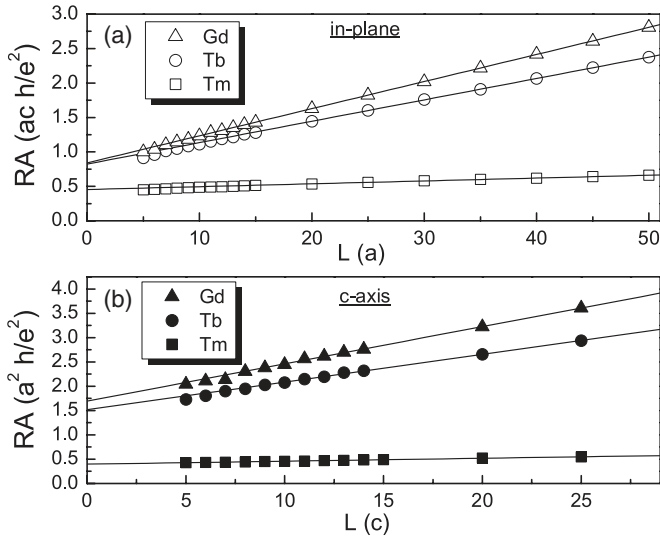 (a)
in-plane
Gd
Tb
Tm
RA (ac h/e²)
3.0
2.5
2.0
1.5
1.0
0.5
0.0
0 10 20 30 40 50
L (a)
(b)
c-axis
Gd
Tb
Tm
RA (a² h/e²)
4.0
3.5
3.0
2.5
2.0
1.5
1.0
0.5
0.0
0 5 10 15 20 25
L (c)